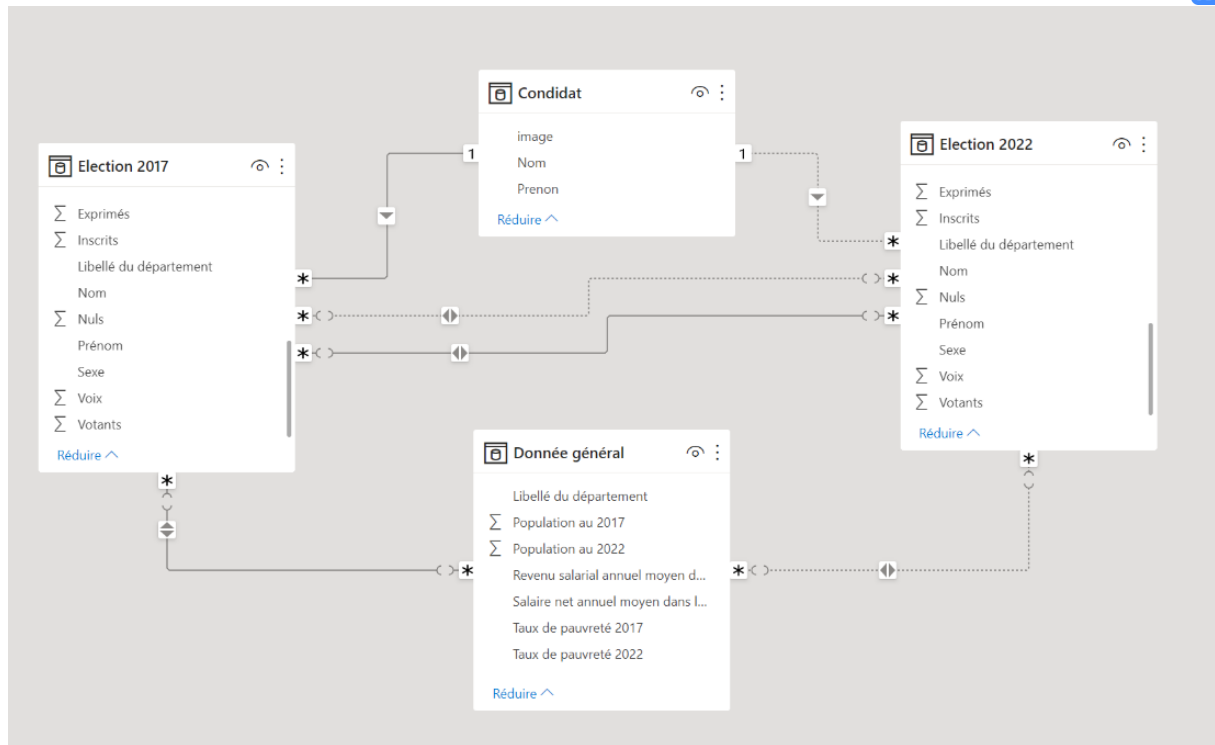 Condidat
image
Nom
Prenon
Réduire
1
1
Election 2017
Exprimés
Inscrits
Libellé du département
Nom
Nuls
Prénom
Sexe
Voix
Votants
Réduire
Election 2022
Exprimés
Inscrits
Libellé du département
Nom
Nuls
Prénom
Sexe
Voix
Votants
Réduire
Donnée général
Libellé du département
Population au 2017
Population au 2022
Revenu salarial annuel moyen d...
Salaire net annuel moyen dans l...
Taux de pauvreté 2017
Taux de pauvreté 2022
Réduire